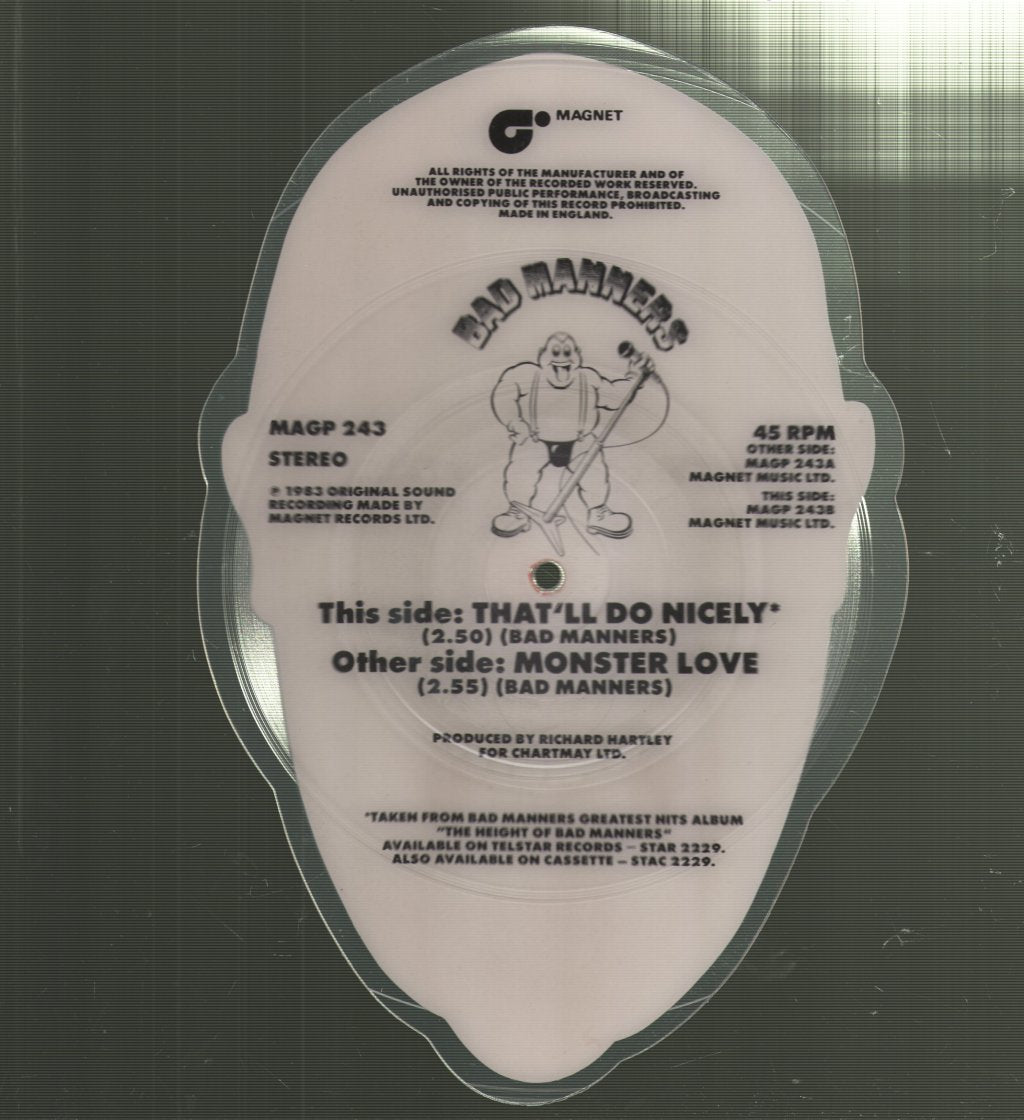 MAGNET
ALL RIGHTS OF THE MANUFACTURER AND OF
THE OWNER OF THE RECORDED WORK RESERVED.
UNAUTHORISED PUBLIC PERFORMANCE, BROADCASTING
AND COPYING OF THIS RECORD PROHIBITED.
MADE IN ENGLAND.
BAD MANNERS
MAGP 243
STEREO
℗ 1983 ORIGINAL SOUND
RECORDING MADE BY
MAGNET RECORDS LTD.
45 RPM
OTHER SIDE:
MAGP 243A
MAGNET MUSIC LTD.
THIS SIDE:
MAGP 243B
MAGNET MUSIC LTD.
This side: THAT'LL DO NICELY*
(2.50) (BAD MANNERS)
Other side: MONSTER LOVE
(2.55) (BAD MANNERS)
PRODUCED BY RICHARD HARTLEY
FOR CHARTMAY LTD.
*TAKEN FROM BAD MANNERS GREATEST HITS ALBUM
"THE HEIGHT OF BAD MANNERS"
AVAILABLE ON TELSTAR RECORDS – STAR 2229.
ALSO AVAILABLE ON CASSETTE – STAC 2229.